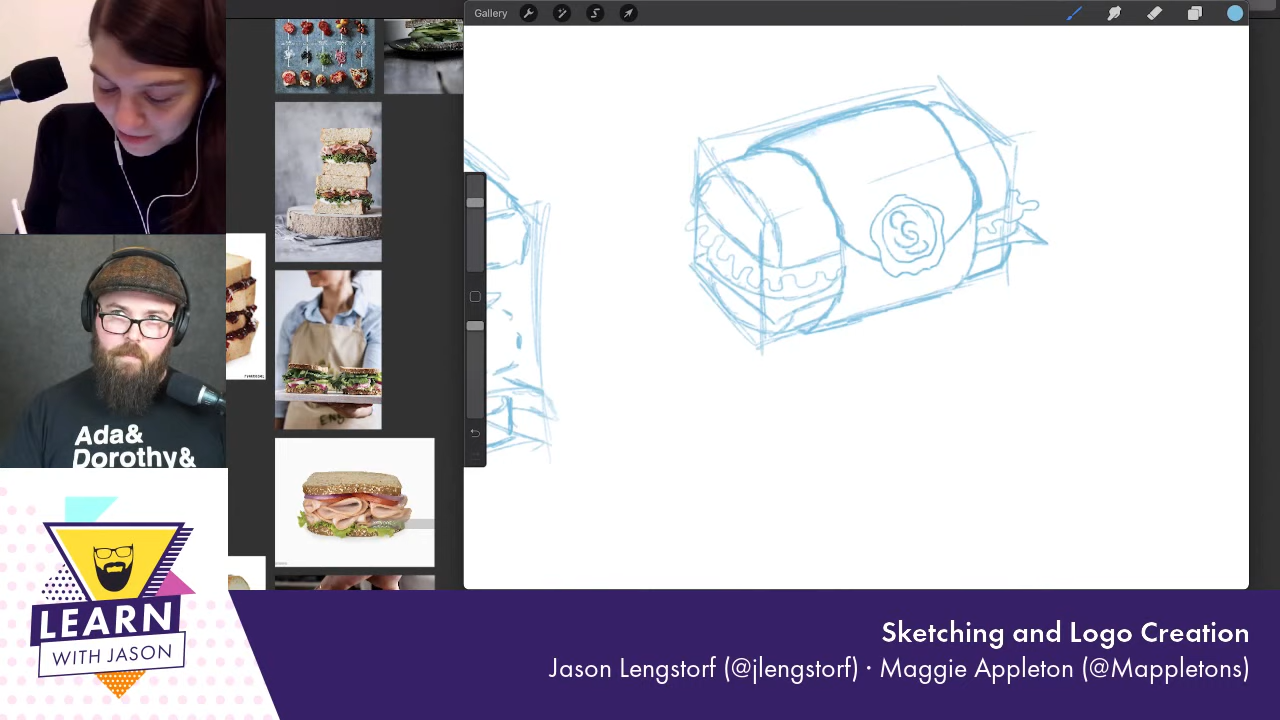 Gallery
Ada&
Dorothy&
S
LEARN
WITH JASON
Sketching and Logo Creation
Jason Lengstorf (@jlengstorf) · Maggie Appleton (@Mappletons)